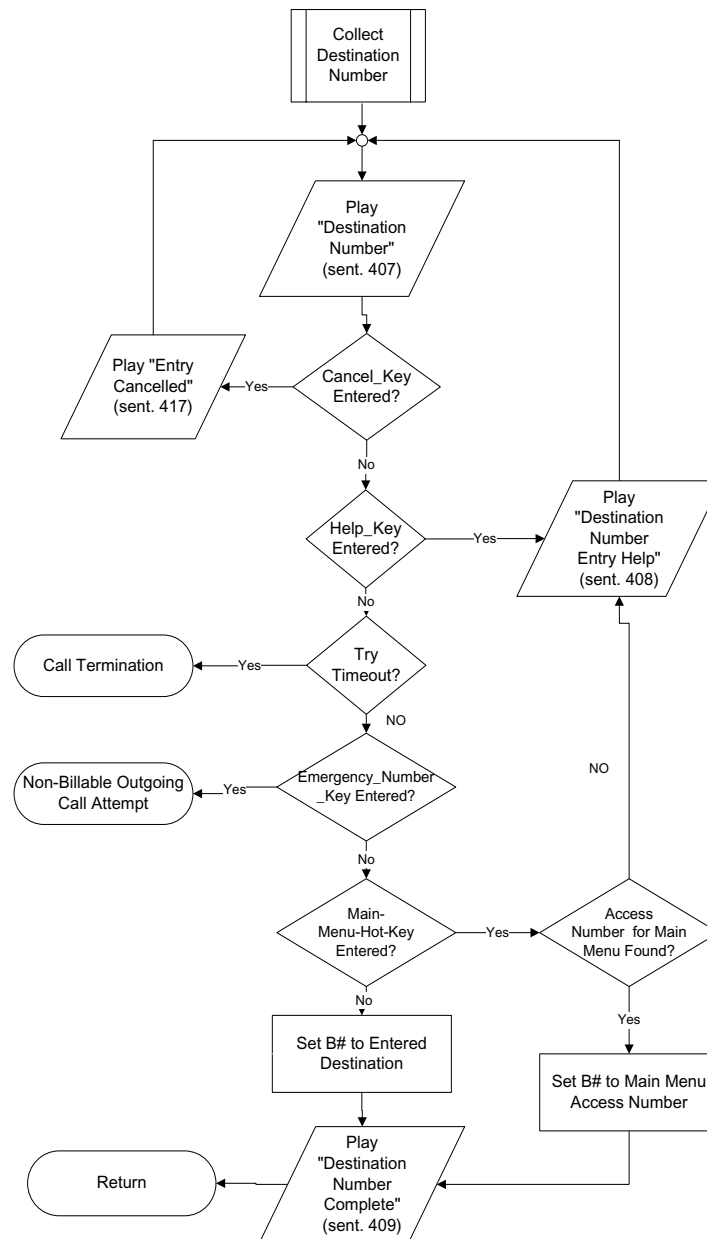 Collect
Destination
Number
Play
"Destination
Number"
(sent. 407)
Play "Entry
Cancelled"
(sent. 417)
Yes
Cancel_Key
Entered?
No
Play
"Destination
Number
Entry Help"
(sent. 408)
Help_Key
Entered?
Yes
No
Call Termination
Yes
Try
Timeout?
NO
NO
Non-Billable Outgoing
Call Attempt
Yes
Emergency_Number
_Key Entered?
No
Main-
Menu-Hot-Key
Entered?
Yes
Access
Number for Main
Menu Found?
No
Yes
Set B# to Entered
Destination
Set B# to Main Menu
Access Number
Play
"Destination
Number
Complete"
(sent. 409)
Return